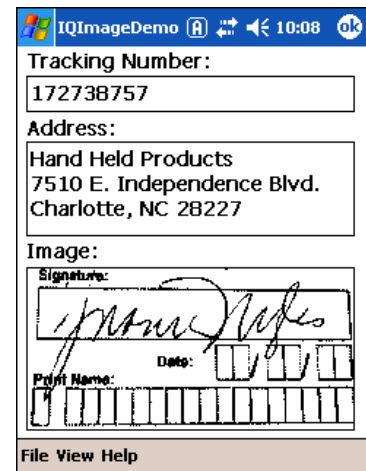 IQImageDemo A 10:08 ok
Tracking Number:
172738757
Address:
Hand Held Products
7510 E. Independence Blvd.
Charlotte, NC 28227
Image:
Signature:
Date:
Print Name:
File View Help